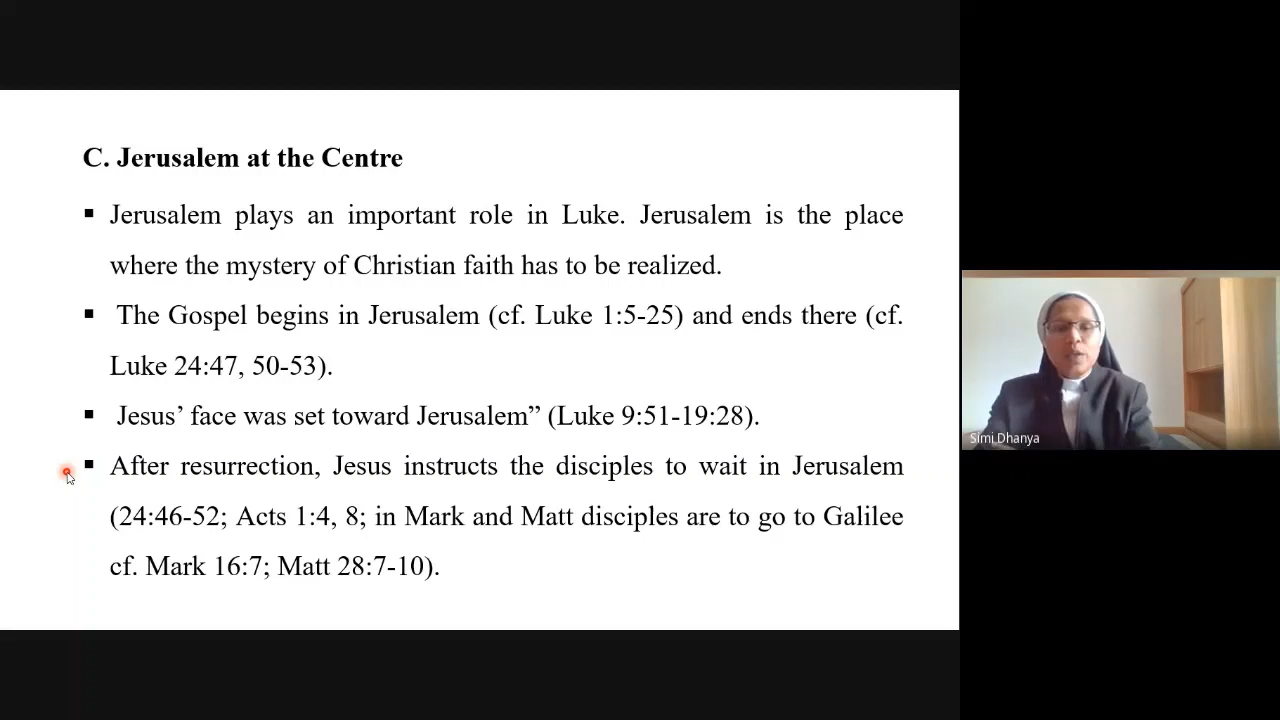 C. Jerusalem at the Centre
▪ Jerusalem plays an important role in Luke. Jerusalem is the place
where the mystery of Christian faith has to be realized.
▪ The Gospel begins in Jerusalem (cf. Luke 1:5-25) and ends there (cf.
Luke 24:47, 50-53).
▪ Jesus’ face was set toward Jerusalem” (Luke 9:51-19:28).
▪ After resurrection, Jesus instructs the disciples to wait in Jerusalem
(24:46-52; Acts 1:4, 8; in Mark and Matt disciples are to go to Galilee
cf. Mark 16:7; Matt 28:7-10).
Simi Dhanya